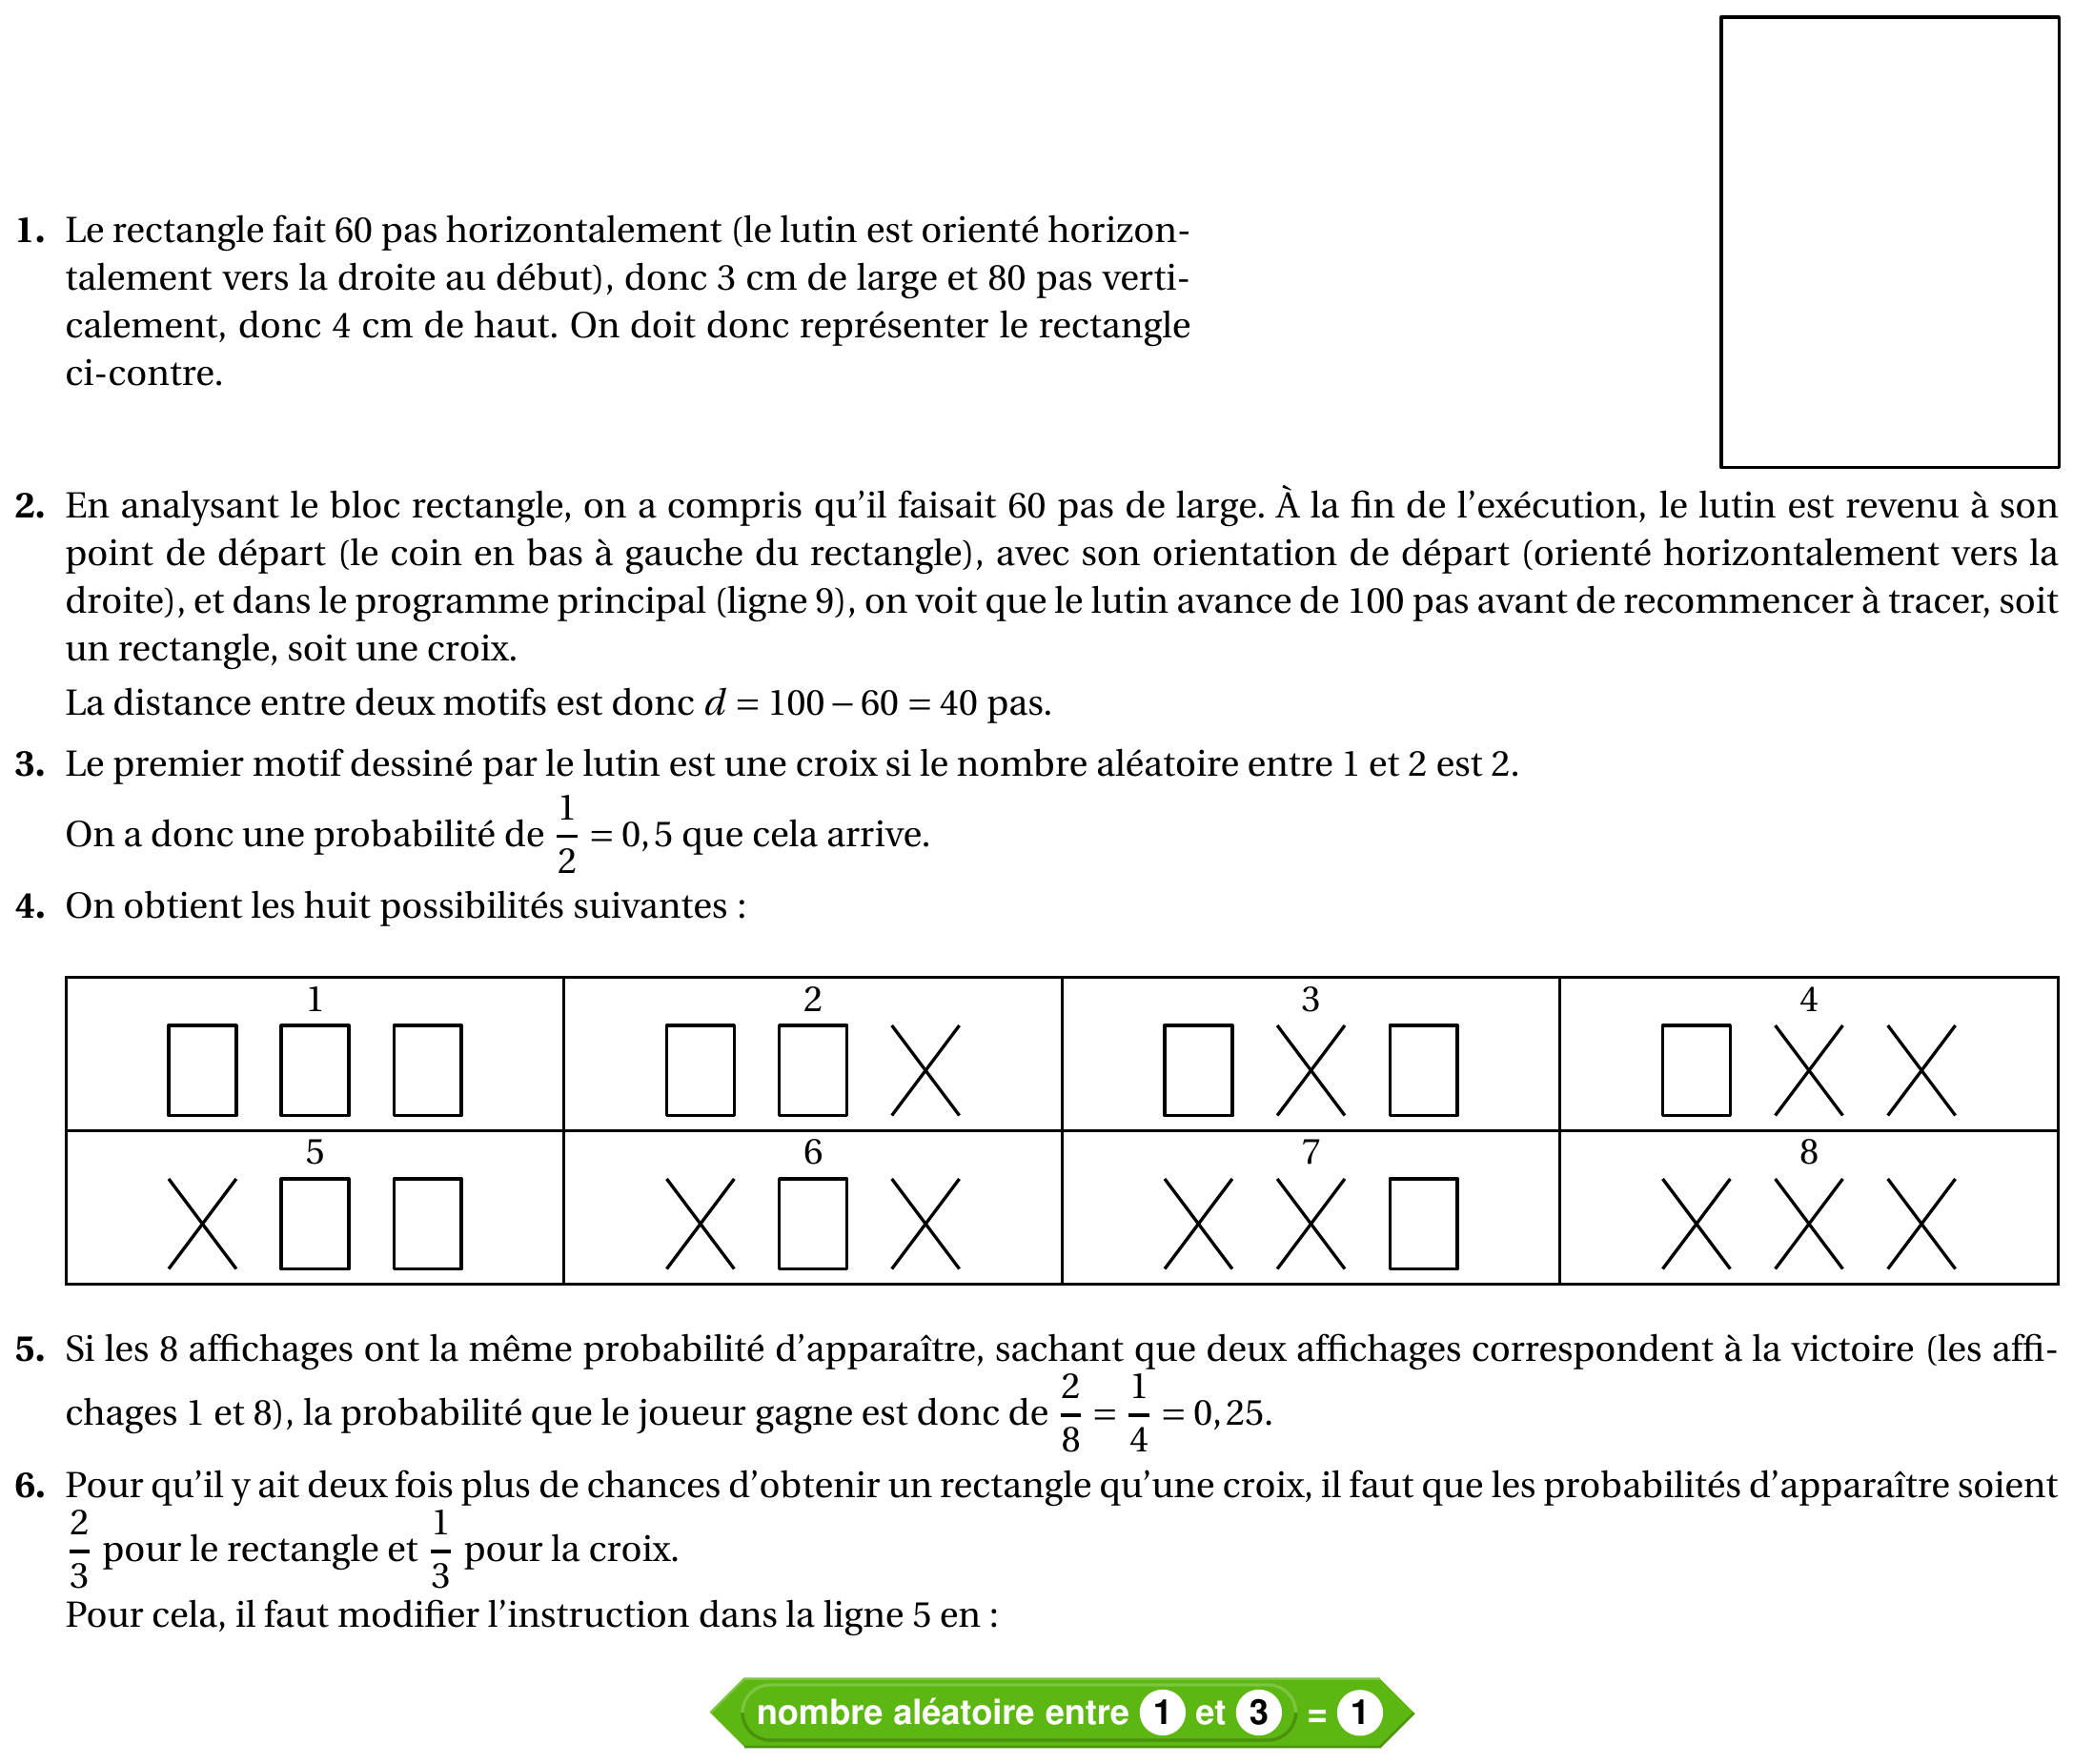 1. Le rectangle fait 60 pas horizontalement (le lutin est orienté horizon-
talement vers la droite au début), donc 3 cm de large et 80 pas verti-
calement, donc 4 cm de haut. On doit donc représenter le rectangle
ci-contre.
2. En analysant le bloc rectangle, on a compris qu’il faisait 60 pas de large. À la fin de l’exécution, le lutin est revenu à son
point de départ (le coin en bas à gauche du rectangle), avec son orientation de départ (orienté horizontalement vers la
droite), et dans le programme principal (ligne 9), on voit que le lutin avance de 100 pas avant de recommencer à tracer, soit
un rectangle, soit une croix.
La distance entre deux motifs est donc d = 100 − 60 = 40 pas.
3. Le premier motif dessiné par le lutin est une croix si le nombre aléatoire entre 1 et 2 est 2.
On a donc une probabilité de 1/2 = 0,5 que cela arrive.
4. On obtient les huit possibilités suivantes :
1 2 3 4
5 6 7 8
5. Si les 8 affichages ont la même probabilité d’apparaître, sachant que deux affichages correspondent à la victoire (les affi-
chages 1 et 8), la probabilité que le joueur gagne est donc de 2/8 = 1/4 = 0,25.
6. Pour qu’il y ait deux fois plus de chances d’obtenir un rectangle qu’une croix, il faut que les probabilités d’apparaître soient
2/3 pour le rectangle et 1/3 pour la croix.
Pour cela, il faut modifier l’instruction dans la ligne 5 en :
nombre aléatoire entre 1 et 3 = 1